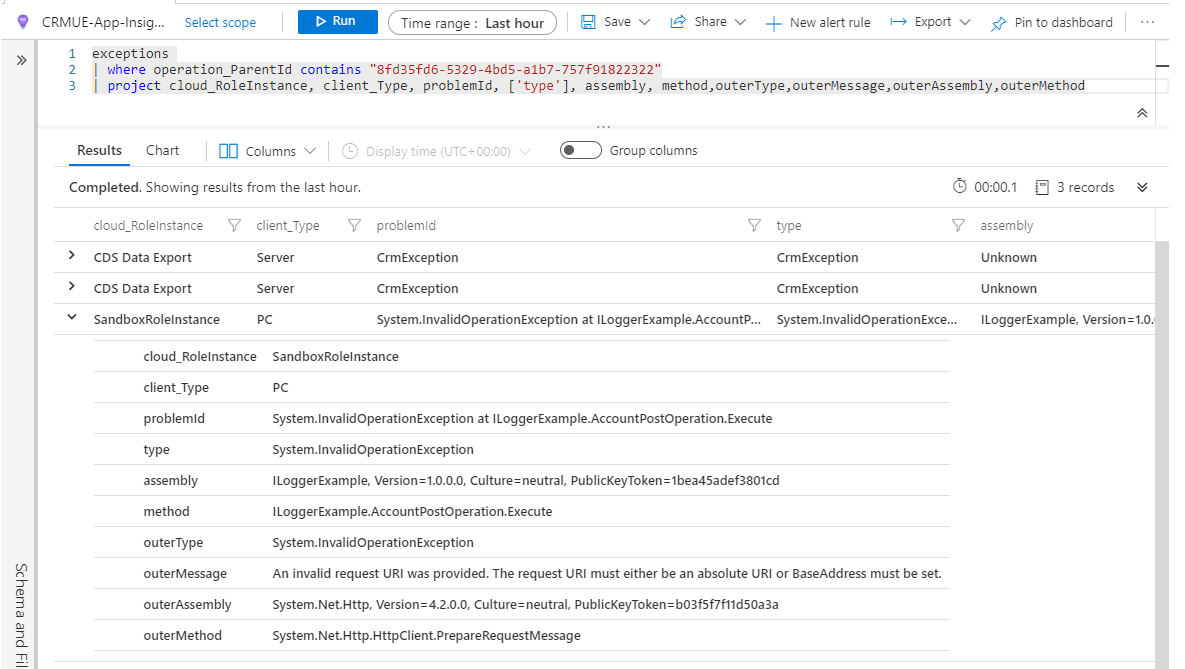 CRMUE-App-Insig... Select scope Run Time range : Last hour Save Share New alert rule Export Pin to dashboard ...
1 exceptions
2 | where operation_ParentId contains "8fd35fd6-5329-4bd5-a1b7-757f91822322"
3 | project cloud_RoleInstance, client_Type, problemId, ['type'], assembly, method,outerType,outerMessage,outerAssembly,outerMethod
Results Chart Columns Display time (UTC+00:00) Group columns
Completed. Showing results from the last hour. 00:00.1 3 records
cloud_RoleInstance client_Type problemId type assembly
CDS Data Export Server CrmException CrmException Unknown
CDS Data Export Server CrmException CrmException Unknown
SandboxRoleInstance PC System.InvalidOperationException at ILoggerExample.AccountP... System.InvalidOperationExce... ILoggerExample, Version=1.0.
cloud_RoleInstance SandboxRoleInstance
client_Type PC
problemId System.InvalidOperationException at ILoggerExample.AccountPostOperation.Execute
type System.InvalidOperationException
assembly ILoggerExample, Version=1.0.0.0, Culture=neutral, PublicKeyToken=1bea45adef3801cd
method ILoggerExample.AccountPostOperation.Execute
outerType System.InvalidOperationException
outerMessage An invalid request URI was provided. The request URI must either be an absolute URI or BaseAddress must be set.
outerAssembly System.Net.Http, Version=4.2.0.0, Culture=neutral, PublicKeyToken=b03f5f7f11d50a3a
outerMethod System.Net.Http.HttpClient.PrepareRequestMessage
Schema and Fil